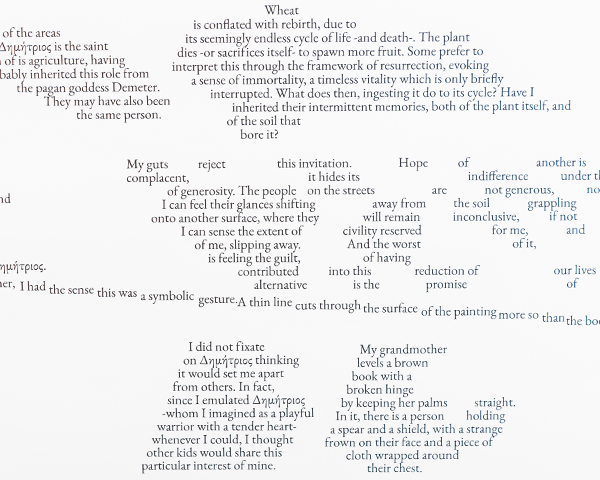 Wheat
is conflated with rebirth, due to
its seemingly endless cycle of life -and death-. The plant
dies -or sacrifices itself- to spawn more fruit. Some prefer to
interpret this through the framework of resurrection, evoking
a sense of immortality, a timeless vitality which is only briefly
interrupted. What does then, ingesting it do to its cycle? Have I
inherited their intermittent memories, both of the plant itself, and
of the soil that
bore it?
of the areas
Δημήτριος is the saint
of is agriculture, having
bably inherited this role from
the pagan goddess Demeter.
They may have also been
the same person.
My guts reject this invitation. Hope of another is
complacent, it hides its indifference under th
of generosity. The people on the streets are not generous, no
nd
I can feel their glances shifting away from the soil grappling
onto another surface, where they will remain inconclusive, if not
I can sense the extent of civility reserved for me, and
of me, slipping away. And the worst of it,
is feeling the guilt, of having
ημήτριος.
contributed into this reduction of our lives
alternative is the promise of
er, I had the sense this was a symbolic gesture. A thin line cuts through the surface of the painting more so than the bo
I did not fixate
on Δημήτριος thinking
it would set me apart
from others. In fact,
since I emulated Δημήτριος
-whom I imagined as a playful
warrior with a tender heart-
whenever I could, I thought
other kids would share this
particular interest of mine.
My grandmother
levels a brown
book with a
broken hinge
by keeping her palms straight.
In it, there is a person holding
a spear and a shield, with a strange
frown on their face and a piece of
cloth wrapped around
their chest.